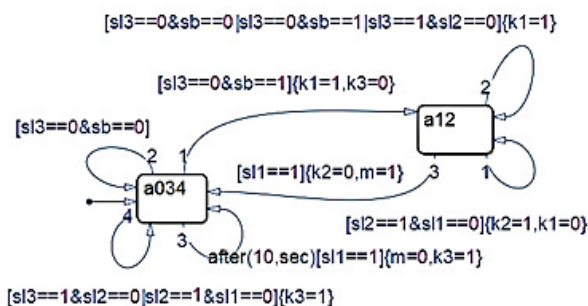 [sl3==0&sb==0|sl3==0&sb==1|sl3==1&sl2==0]{k1=1}
[sl3==0&sb==1]{k1=1,k3=0}
2
a12
[sl3==0&sb==0]
3
1
2
1
[sl1==1]{k2=0,m=1}
a034
4
3
[sl2==1&sl1==0]{k2=1,k1=0}
after(10,sec)[sl1==1]{m=0,k3=1}
[sl3==1&sl2==0|sl2==1&sl1==0]{k3=1}